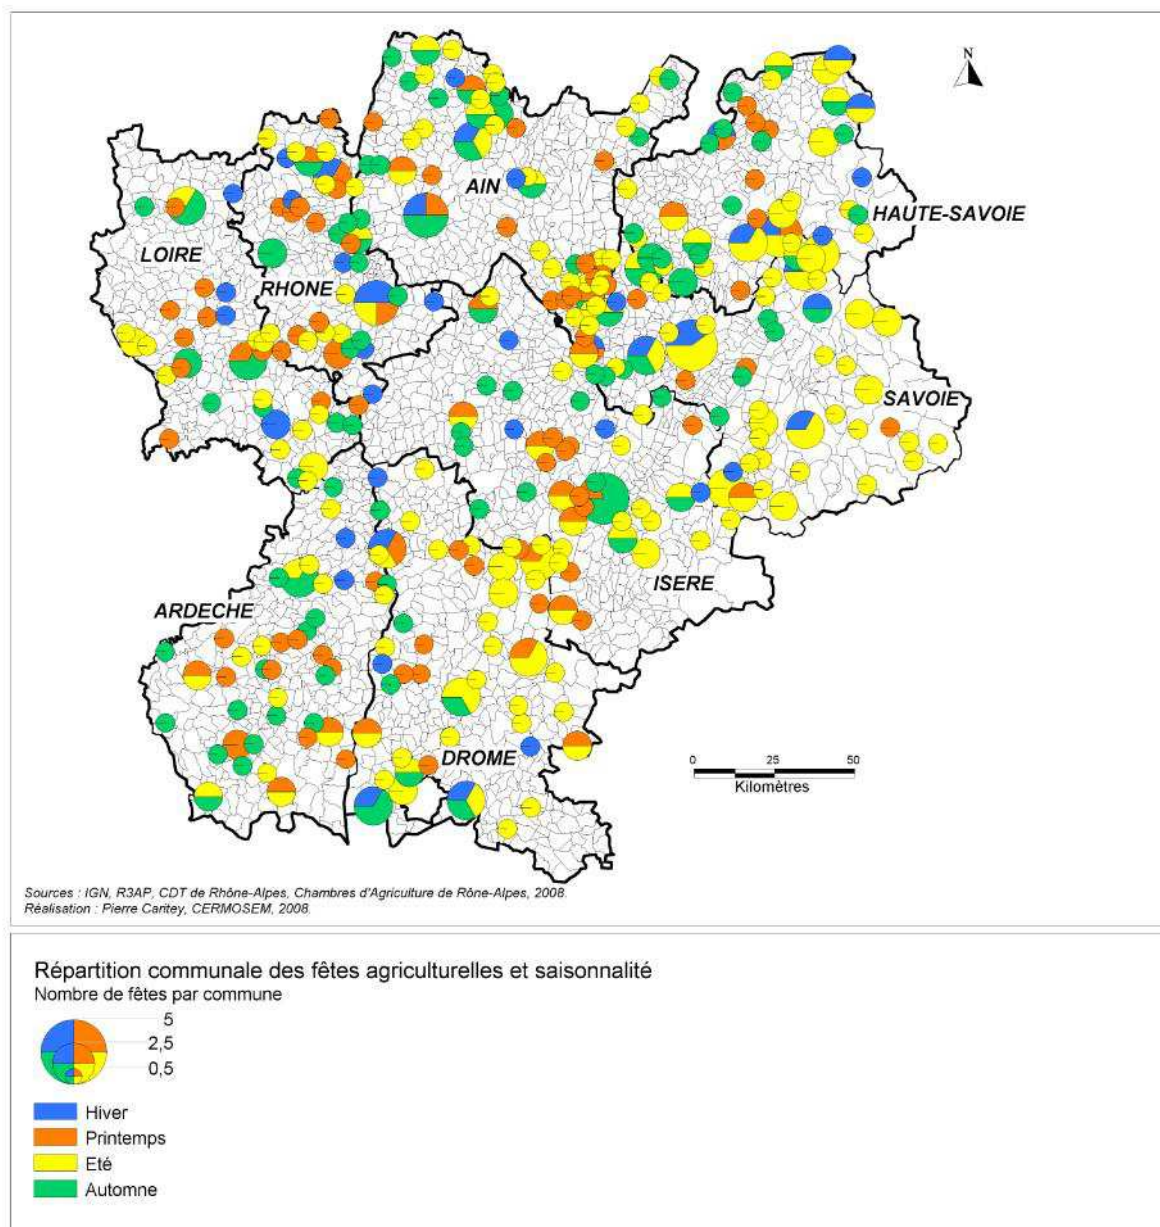 N
AIN
HAUTE-SAVOIE
LOIRE
RHONE
SAVOIE
ISERE
ARDECHE
DROME
0 25 50
Kilomètres
Sources : IGN, R3AP, CDT de Rhône-Alpes, Chambres d'Agriculture de Rône-Alpes, 2008.
Réalisation : Pierre Caritey, CERMOSEM, 2008.
Répartition communale des fêtes agriculturelles et saisonnalité
Nombre de fêtes par commune
5
2,5
0,5
Hiver
Printemps
Eté
Automne